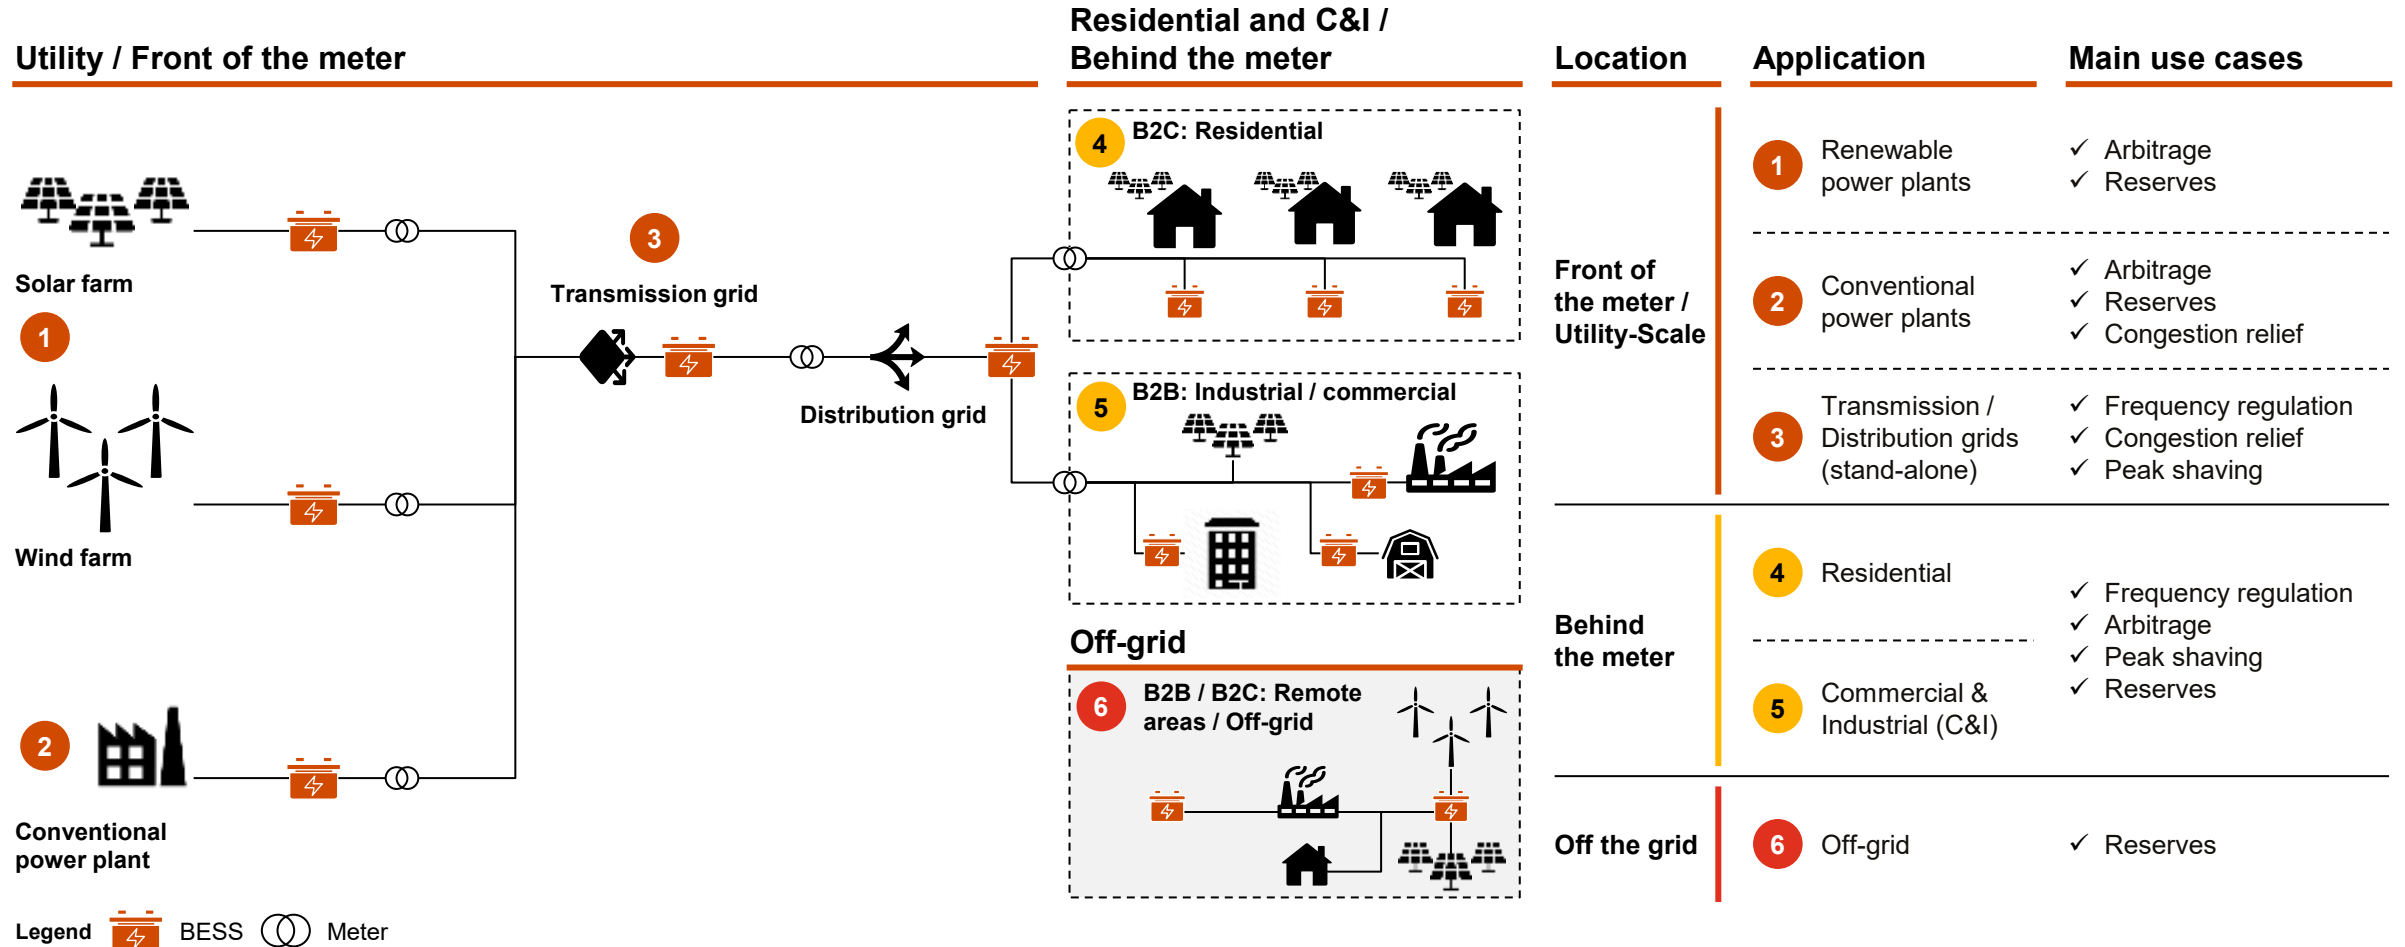 Utility / Front of the meter
Residential and C&I /
Behind the meter
Location
Application
Main use cases
Solar farm
1
Wind farm
2
Conventional
power plant
3
Transmission grid
Distribution grid
4
B2C: Residential
5
B2B: Industrial / commercial
Off-grid
6
B2B / B2C: Remote
areas / Off-grid
Front of
the meter /
Utility-Scale
1
Renewable
power plants
✓ Arbitrage
✓ Reserves
2
Conventional
power plants
✓ Arbitrage
✓ Reserves
✓ Congestion relief
3
Transmission /
Distribution grids
(stand-alone)
✓ Frequency regulation
✓ Congestion relief
✓ Peak shaving
Behind
the meter
4
Residential
5
Commercial &
Industrial (C&I)
✓ Frequency regulation
✓ Arbitrage
✓ Peak shaving
✓ Reserves
Off the grid
6
Off-grid
✓ Reserves
Legend
BESS
Meter